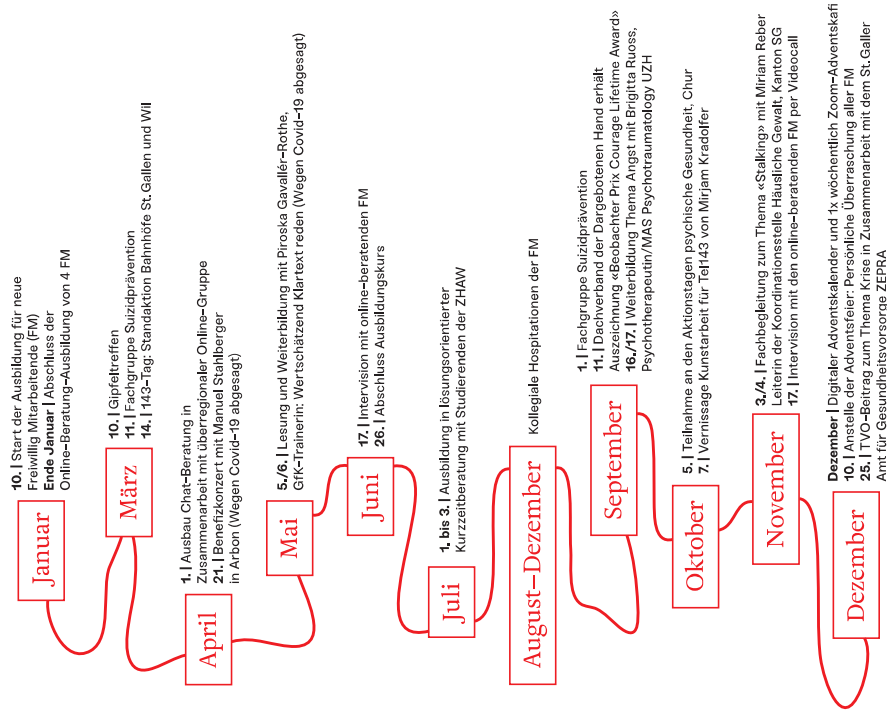 Januar
10. | Start der Ausbildung für neue
Freiwillig Mitarbeitende (FM)
Ende Januar | Abschluss der
Online-Beratung-Ausbildung von 4 FM
März
10. | Gipfeltreffen
11. | Fachgruppe Suizidprävention
14. | 143-Tag: Standaktion Bahnhöfe St. Gallen und Wil
April
1. | Ausbau Chat-Beratung in
Zusammenarbeit mit überregionaler Online-Gruppe
21. | Benefizkonzert mit Manuel Stahlberger
in Arbon (Wegen Covid-19 abgesagt)
Mai
5./6. | Lesung und Weiterbildung mit Piroska Gavallér-Rothe,
GfK-Trainerin: Wertschätzend Klartext reden (Wegen Covid-19 abgesagt)
Juni
17. | Intervision mit online-beratenden FM
26. | Abschluss Ausbildungskurs
Juli
1. bis 3. | Ausbildung in lösungsorientierter
Kurzzeitberatung mit Studierenden der ZHAW
August–Dezember
Kollegiale Hospitationen der FM
September
1. | Fachgruppe Suizidprävention
11. | Dachverband der Dargebotenen Hand erhält
Auszeichnung «Beobachter Prix Courage Lifetime Award»
16./17. | Weiterbildung Thema Angst mit Brigitta Ruoss,
Psychotherapeutin/MAS Psychotraumatology UZH
Oktober
5. | Teilnahme an den Aktionstagen psychische Gesundheit, Chur
7. | Vernissage Kunstarbeit für Tel143 von Mirjam Kradolfer
November
3./4. | Fachbegleitung zum Thema «Stalking» mit Miriam Reber
Leiterin der Koordinationsstelle Häusliche Gewalt, Kanton SG
17. | Intervision mit den online-beratenden FM per Videocall
Dezember
Dezember | Digitaler Adventskalender und 1x wöchentlich Zoom-Adventskafi
10. | Anstelle der Adventsfeier: Persönliche Überraschung aller FM
25. | TVO-Beitrag zum Thema Krise in Zusammenarbeit mit dem St. Galler
Amt für Gesundheitsvorsorge ZEPRA